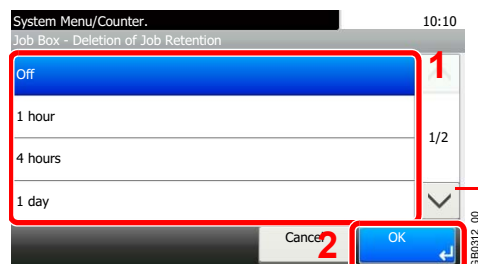 System Menu/Counter. 10:10
Job Box - Deletion of Job Retention
1
Off
1 hour
1/2
4 hours
1 day
Cancel
2
OK
GB0312_00